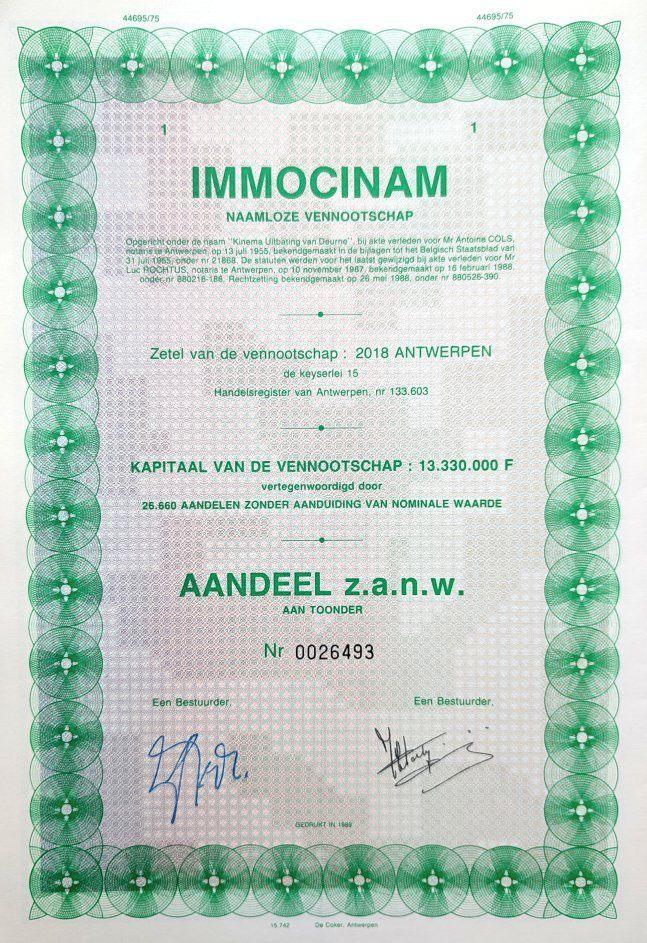 44695/75 44695/75
1 1
IMMOCINAM
NAAMLOZE VENNOOTSCHAP
Opgericht onder de naam "Kinema Uitbating van Deurne", bij akte verleden voor Mr Antoine COLS,
notaris te Antwerpen, op 13 juli 1955, bekendgemaakt in de bijlagen tot het Belgisch Staatsblad van
31 juli 1955, onder nr 21868. De statuten werden voor het laatst gewijzigd bij akte verleden voor Mr
Luc ROCHTUS, notaris te Antwerpen, op 10 november 1987, bekendgemaakt op 16 februari 1988,
onder nr 880216-186. Rechtzetting bekendgemaakt op 26 mei 1988, onder nr 880526-390.
Zetel van de vennootschap : 2018 ANTWERPEN
de keyserlei 15
Handelsregister van Antwerpen, nr 133.603
KAPITAAL VAN DE VENNOOTSCHAP : 13.330.000 F
vertegenwoordigd door
26.660 AANDELEN ZONDER AANDUIDING VAN NOMINALE WAARDE
AANDEEL z.a.n.w.
AAN TOONDER
Nr 0026493
Een Bestuurder, Een Bestuurder,
GEDRUKT IN 1989
15.742 De Coker, Antwerpen